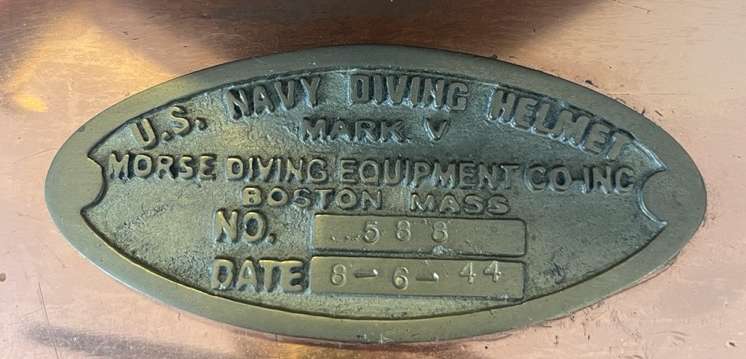 U.S. NAVY DIVING HELMET
MARK V
MORSE DIVING EQUIPMENT CO-INC
BOSTON MASS
NO. 588
DATE 8-6-44